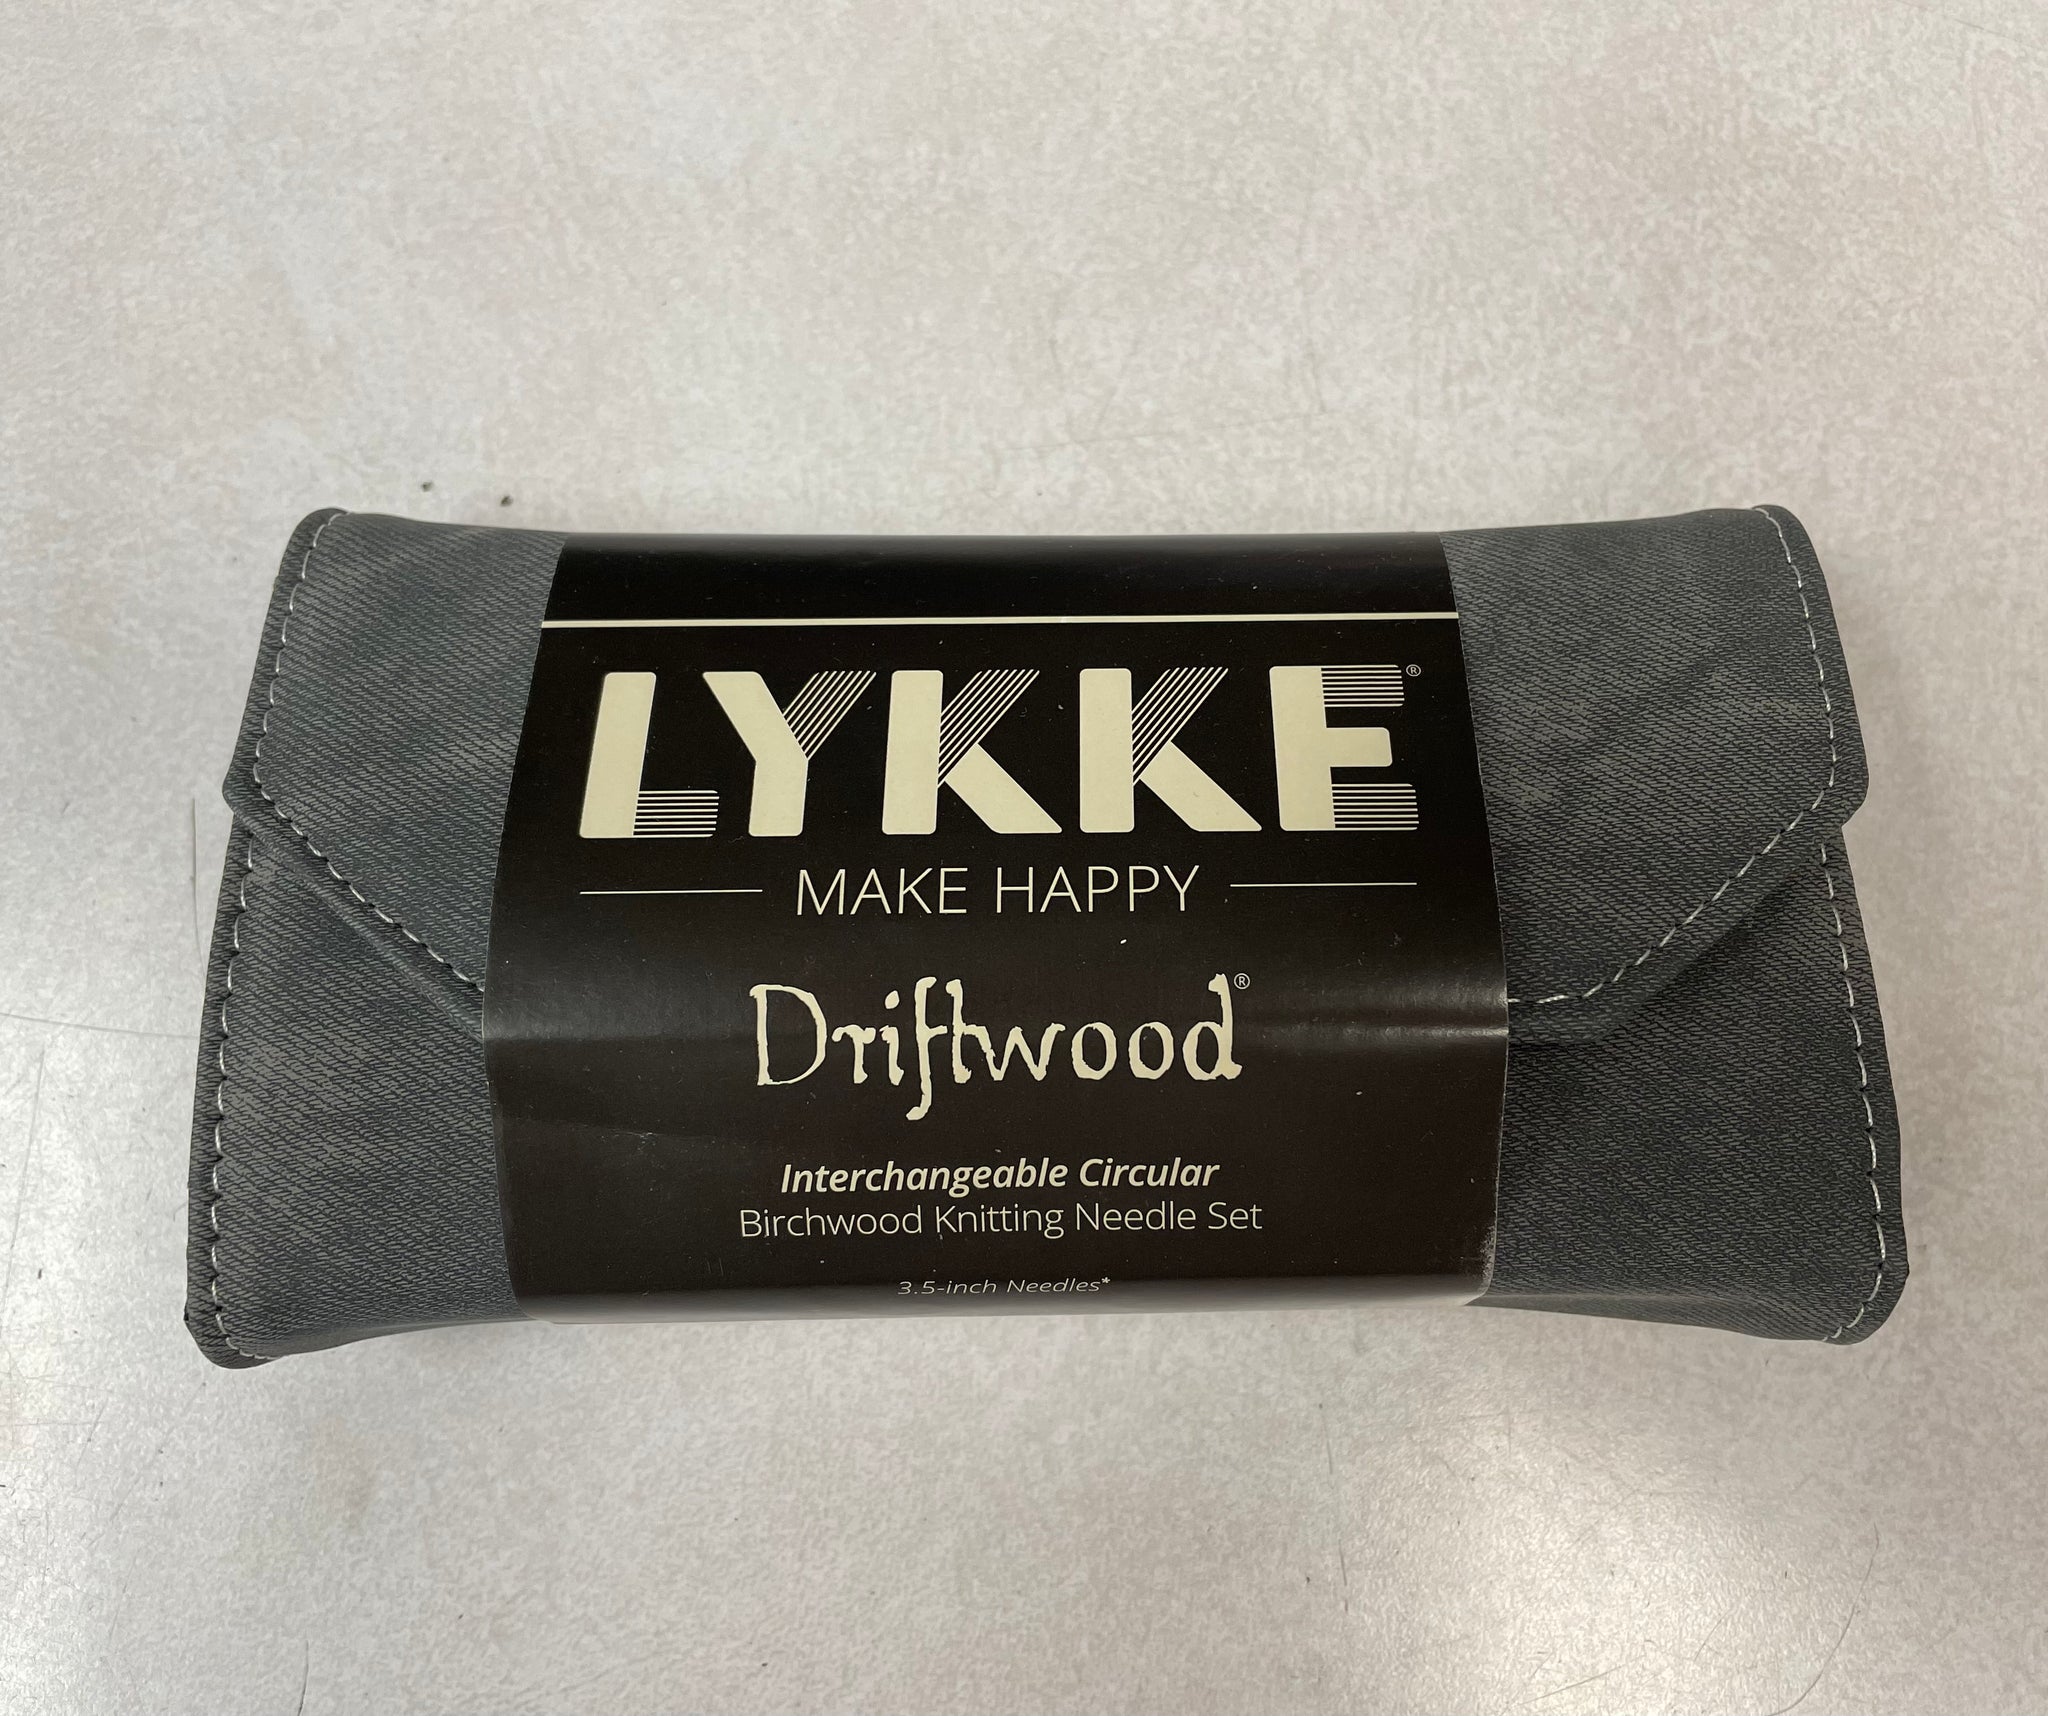 LYKKE®
MAKE HAPPY
Driftwood®
Interchangeable Circular
Birchwood Knitting Needle Set
3.5-inch Needles*